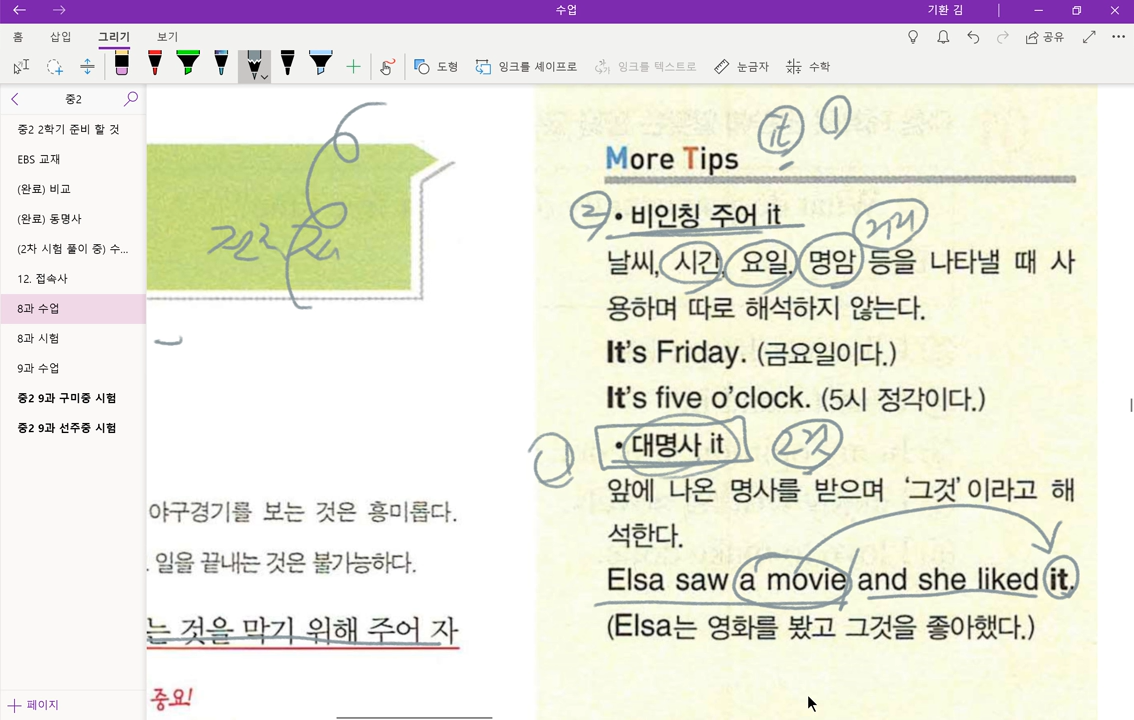 수업
기환 김
홈 삽입 그리기 보기
공유
도형 잉크를 셰이프로 잉크를 텍스트로 눈금자 수학
중2
중2 2학기 준비 할 것
EBS 교재
(완료) 비교
(완료) 동명사
(2차 시험 풀이 중) 수...
12. 접속사
8과 수업
8과 시험
9과 수업
중2 9과 구미중 시험
중2 9과 선주중 시험
페이지
야구경기를 보는 것은 흥미롭다.
. 일을 끝내는 것은 불가능하다.
는 것을 막기 위해 주어 자
중요!
it ①
More Tips
② • 비인칭 주어 it
거리
날씨, 시간, 요일, 명암 등을 나타낼 때 사
용하며 따로 해석하지 않는다.
It's Friday. (금요일이다.)
It's five o'clock. (5시 정각이다.)
• 대명사 it 그것
앞에 나온 명사를 받으며 ‘그것’이라고 해
석한다.
Elsa saw a movie and she liked it.
(Elsa는 영화를 봤고 그것을 좋아했다.)